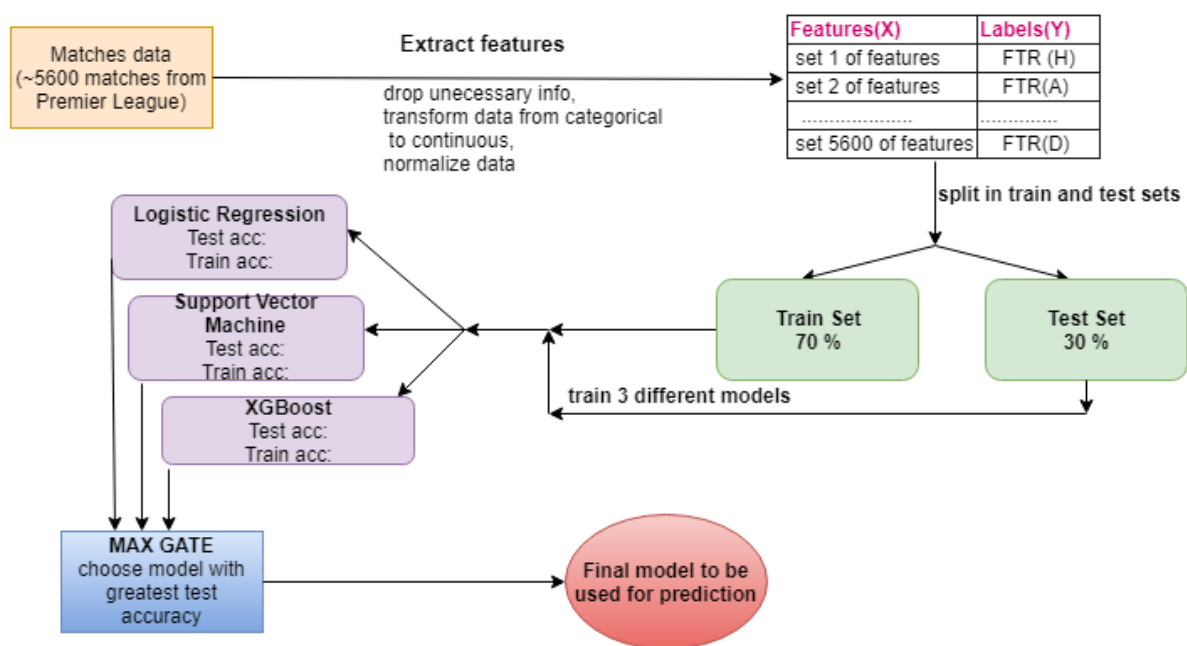 Matches data
(~5600 matches from
Premier League)
Extract features
drop unecessary info,
transform data from categorical
to continuous,
normalize data
Features(X) Labels(Y)
set 1 of features FTR (H)
set 2 of features FTR(A)
..................... ..............
set 5600 of features FTR(D)
split in train and test sets
Logistic Regression
Test acc:
Train acc:
Support Vector
Machine
Test acc:
Train acc:
XGBoost
Test acc:
Train acc:
Train Set
70 %
Test Set
30 %
train 3 different models
MAX GATE
choose model with
greatest test
accuracy
Final model to be
used for prediction